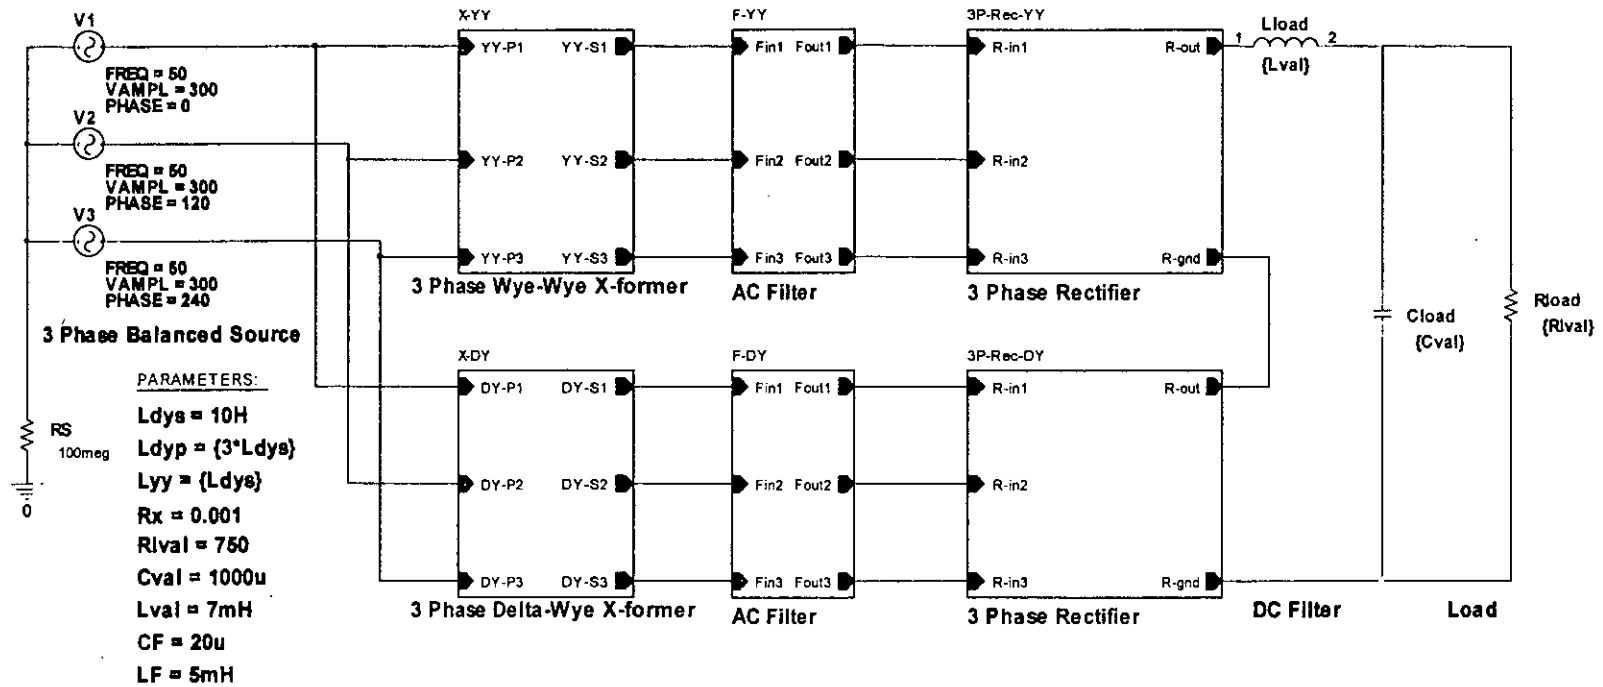 V1
FREQ = 50
VAMPL = 300
PHASE = 0
V2
FREQ = 50
VAMPL = 300
PHASE = 120
V3
FREQ = 50
VAMPL = 300
PHASE = 240
3 Phase Balanced Source
RS
100meg
0
PARAMETERS:
Ldys = 10H
Ldyp = {3*Ldys}
Lyy = {Ldys}
Rx = 0.001
Rlval = 750
Cval = 1000u
Lval = 7mH
CF = 20u
LF = 5mH
X-YY
YY-P1 YY-S1
YY-P2 YY-S2
YY-P3 YY-S3
3 Phase Wye-Wye X-former
F-YY
Fin1 Fout1
Fin2 Fout2
Fin3 Fout3
AC Filter
3P-Rec-YY
R-in1 R-out
R-in2
R-in3 R-gnd
3 Phase Rectifier
X-DY
DY-P1 DY-S1
DY-P2 DY-S2
DY-P3 DY-S3
3 Phase Delta-Wye X-former
F-DY
Fin1 Fout1
Fin2 Fout2
Fin3 Fout3
AC Filter
3P-Rec-DY
R-in1 R-out
R-in2
R-in3 R-gnd
3 Phase Rectifier
Lload
1 2
{Lval}
Cload
{Cval}
Rload
{Rlval}
DC Filter
Load